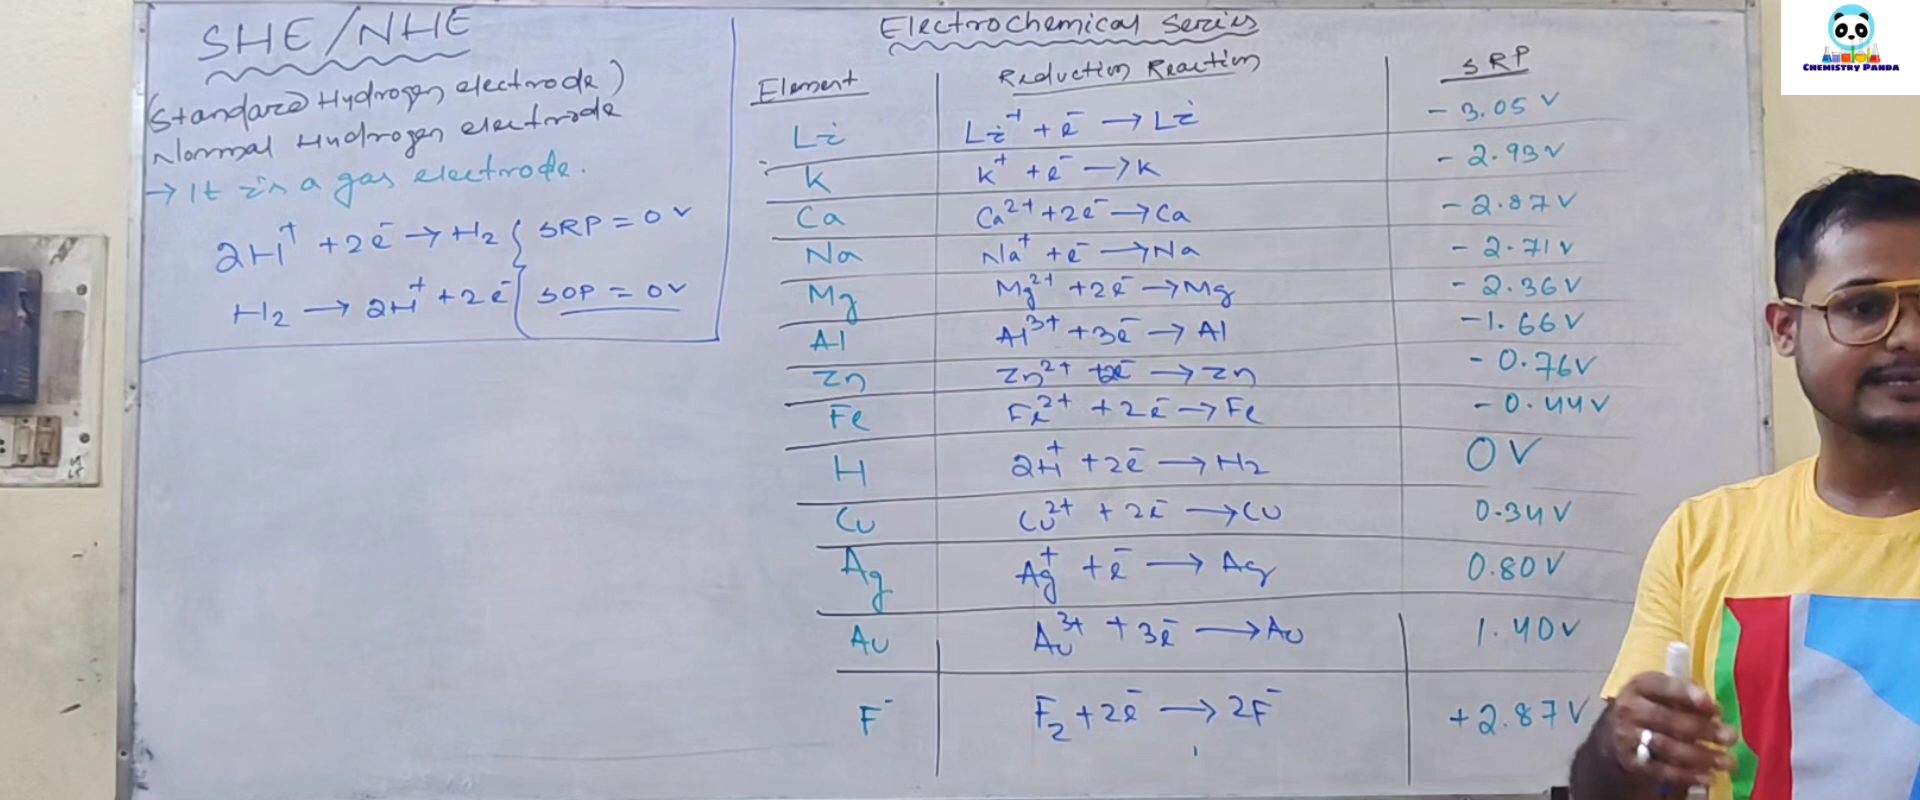 SHE/NHE
(Standard Hydrogen electrode)
Normal Hydrogen electrode
→ It is a gas electrode.
2H⁺ + 2e⁻ → H₂ { SRP = 0 V
H₂ → 2H⁺ + 2e⁻ { SOP = 0V
Electrochemical Series
Element Reduction Reaction SRP
Li Li⁺ + e⁻ → Li - 3.05 V
K K⁺ + e⁻ → K - 2.93 V
Ca Ca²⁺ + 2e⁻ → Ca - 2.87 V
Na Na⁺ + e⁻ → Na - 2.71 V
Mg Mg²⁺ + 2e⁻ → Mg - 2.36 V
Al Al³⁺ + 3e⁻ → Al - 1.66 V
Zn Zn²⁺ + 2e⁻ → Zn - 0.76 V
Fe Fe²⁺ + 2e⁻ → Fe - 0.44 V
H 2H⁺ + 2e⁻ → H₂ 0 V
Cu Cu²⁺ + 2e⁻ → Cu 0.34 V
Ag Ag⁺ + e⁻ → Ag 0.80 V
Au Au³⁺ + 3e⁻ → Au 1.40 V
F⁻ F₂ + 2e⁻ → 2F⁻ + 2.87 V
CHEMISTRY PANDA